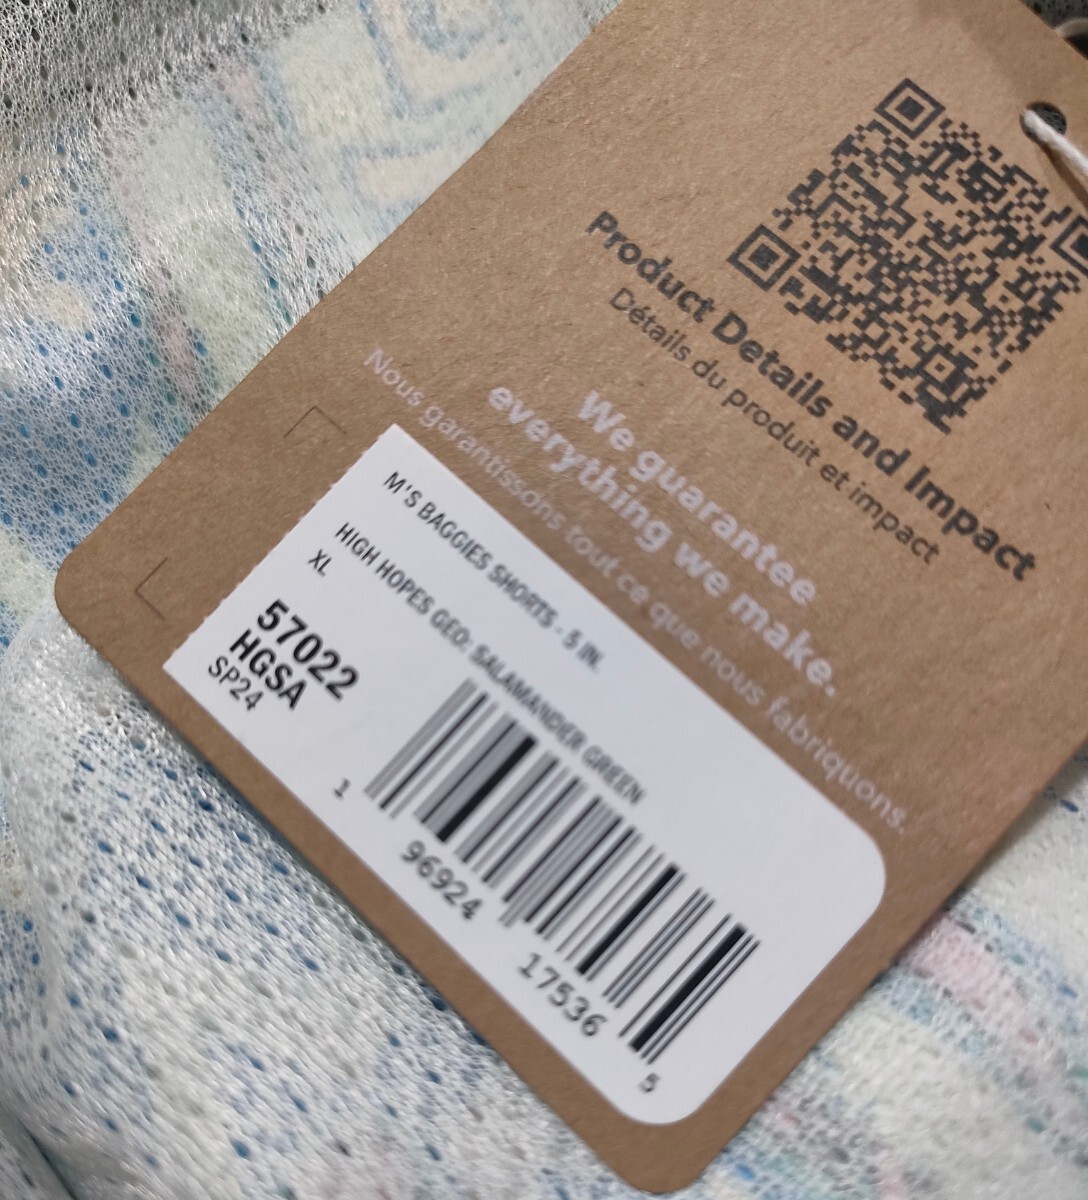 Product Details and Impact
Détails du produit et impact
We guarantee
everything we make.
Nous garantissons tout ce que nous fabriquons.
M'S BAGGIES SHORTS - 5 IN.
HIGH HOPES GEO: SALAMANDER GREEN
XL
57022
HGSA
SP24
1 96924 17536 5